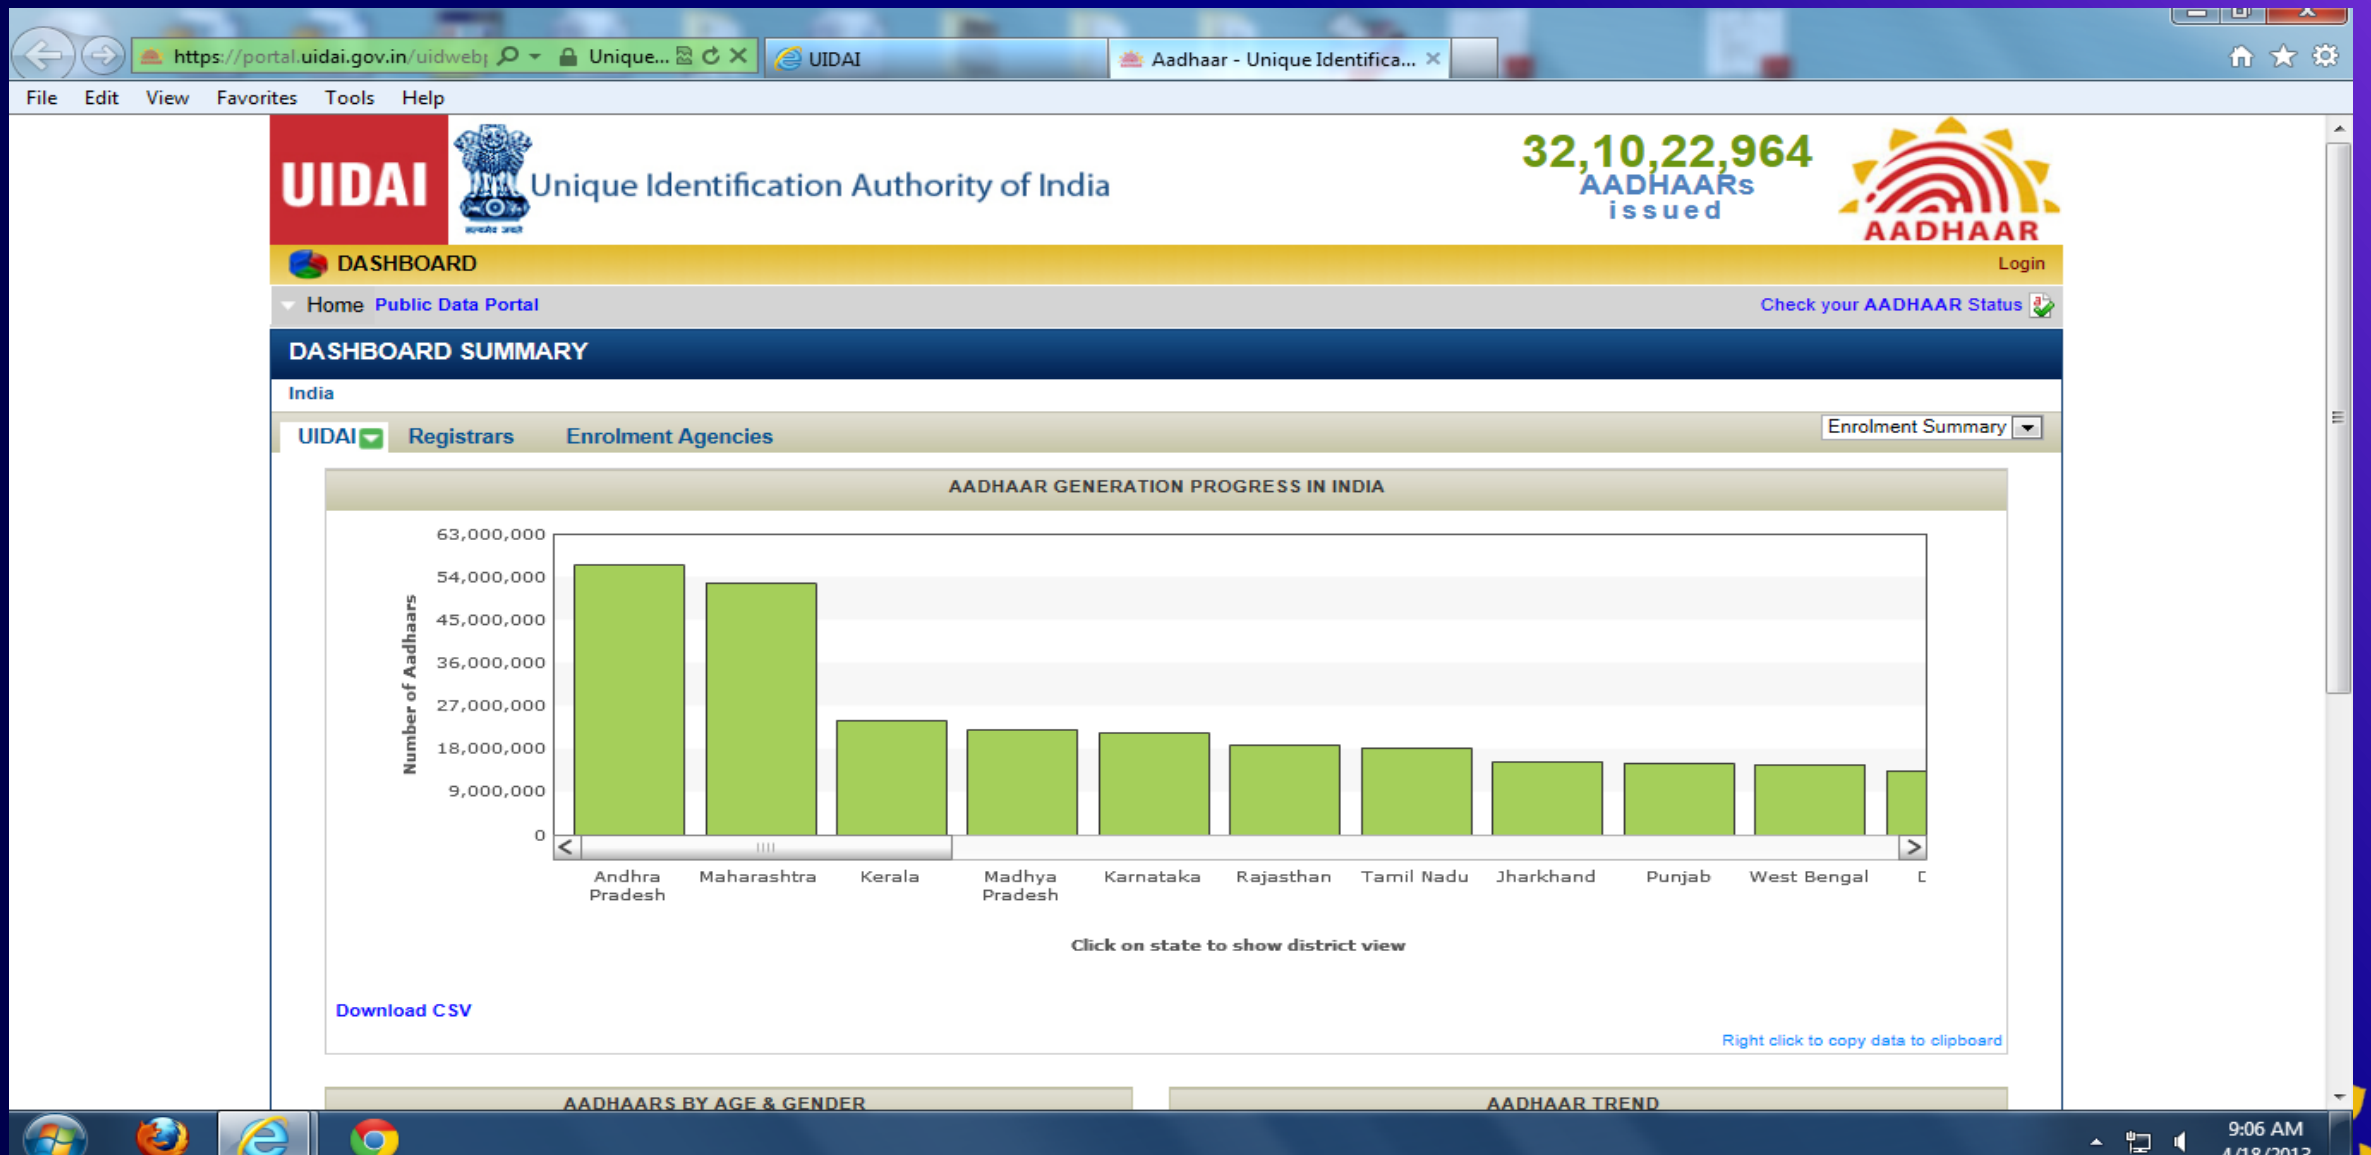 https://portal.uidai.gov.in/uidweb
Unique...
UIDAI
Aadhaar - Unique Identifica...
File Edit View Favorites Tools Help
UIDAI
सत्यमेव जयते
Unique Identification Authority of India
32,10,22,964
AADHAARs
issued
AADHAAR
DASHBOARD
Login
Home Public Data Portal
Check your AADHAAR Status
DASHBOARD SUMMARY
India
UIDAI Registrars Enrolment Agencies
Enrolment Summary
AADHAAR GENERATION PROGRESS IN INDIA
Number of Aadhaars
63,000,000
54,000,000
45,000,000
36,000,000
27,000,000
18,000,000
9,000,000
0
Andhra Pradesh
Maharashtra
Kerala
Madhya Pradesh
Karnataka
Rajasthan
Tamil Nadu
Jharkhand
Punjab
West Bengal
Click on state to show district view
Download CSV
Right click to copy data to clipboard
AADHAARS BY AGE & GENDER
AADHAAR TREND
9:06 AM
4/18/2013